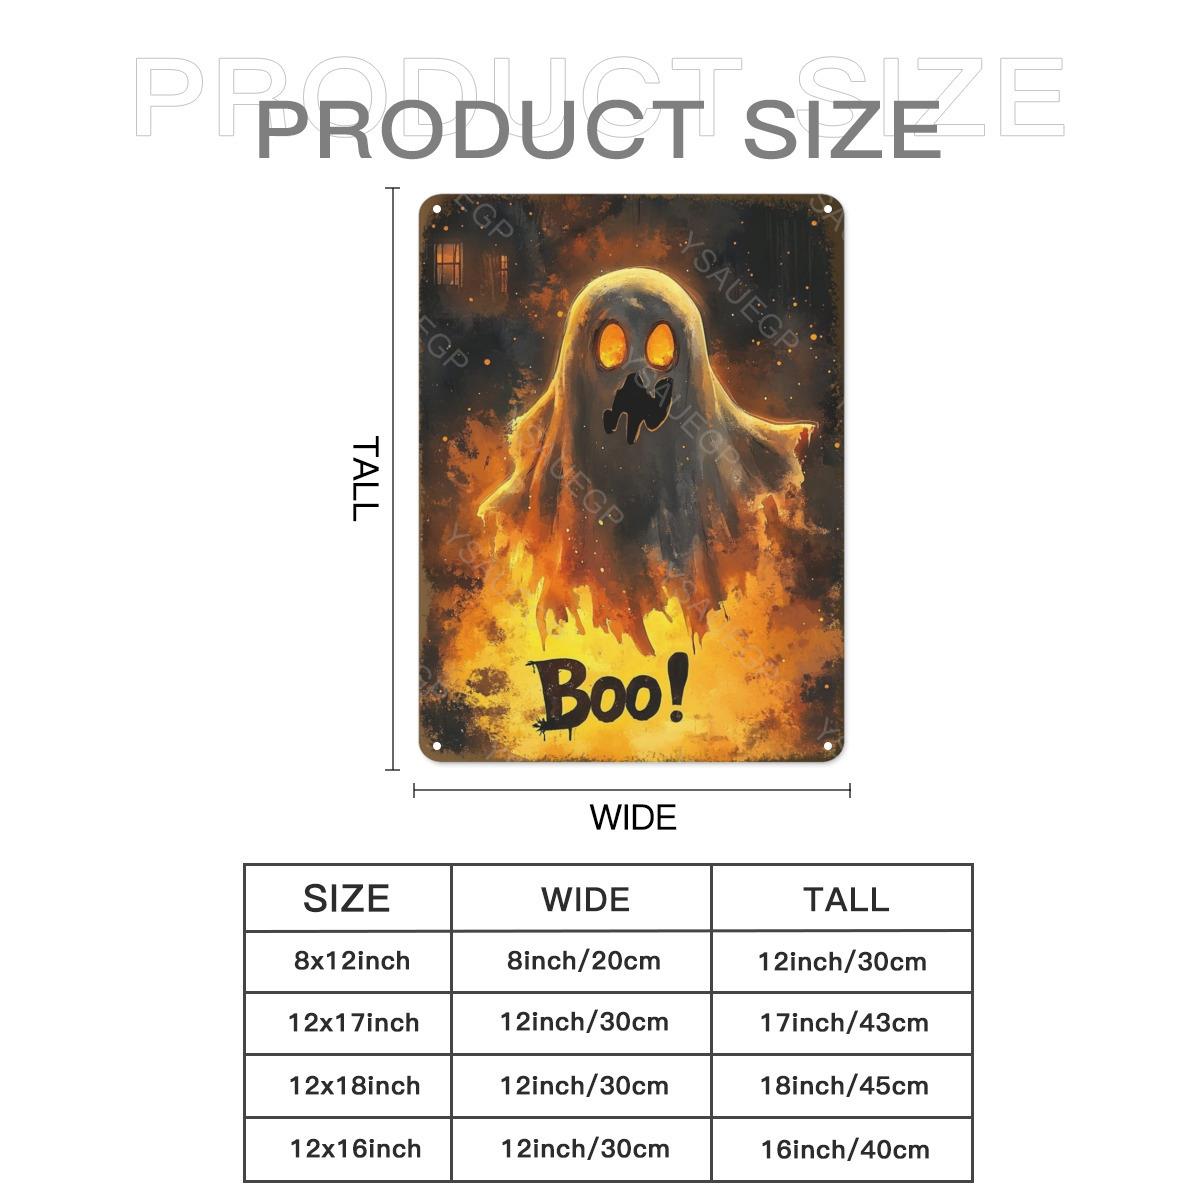 PRODUCT SIZE
PRODUCT SIZE
YSAUEGP
YSAUEGP
YSAUEGP
YSAUEGP
YSAUEGP
TALL
Boo!
WIDE
SIZE WIDE TALL
8x12inch 8inch/20cm 12inch/30cm
12x17inch 12inch/30cm 17inch/43cm
12x18inch 12inch/30cm 18inch/45cm
12x16inch 12inch/30cm 16inch/40cm